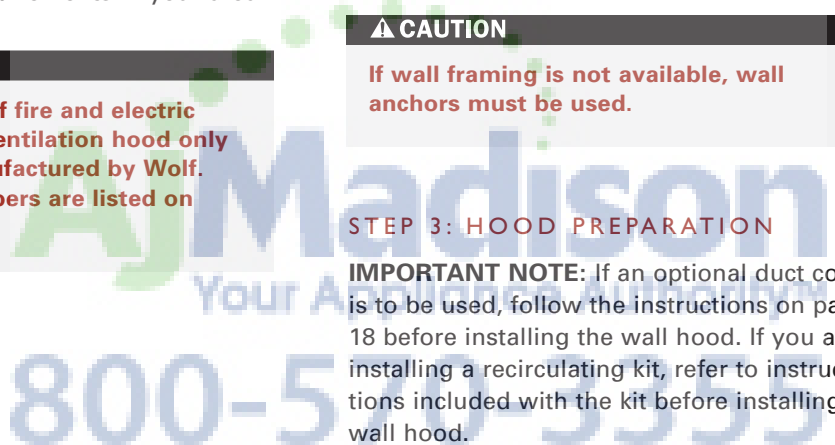 f fire and electric
entilation hood only
ufactured by Wolf.
bers are listed on
CAUTION
If wall framing is not available, wall
anchors must be used.
STEP 3: HOOD PREPARATION
IMPORTANT NOTE: If an optional duct co
is to be used, follow the instructions on pa
18 before installing the wall hood. If you a
installing a recirculating kit, refer to instruc
tions included with the kit before installing
wall hood.
AjMadison
Your Appliance Authority™
800-570-3355